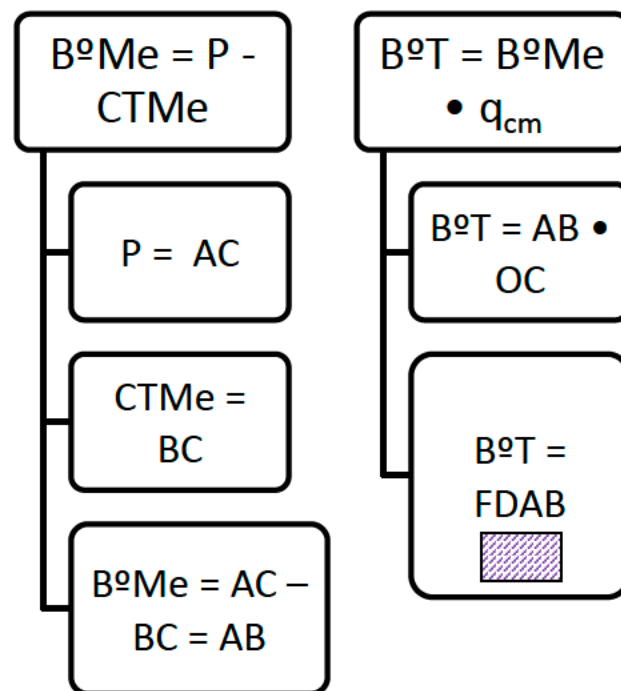 BºMe = P -
CTMe
P = AC
CTMe =
BC
BºMe = AC –
BC = AB
BºT = BºMe
• qcm
BºT = AB •
OC
BºT =
FDAB